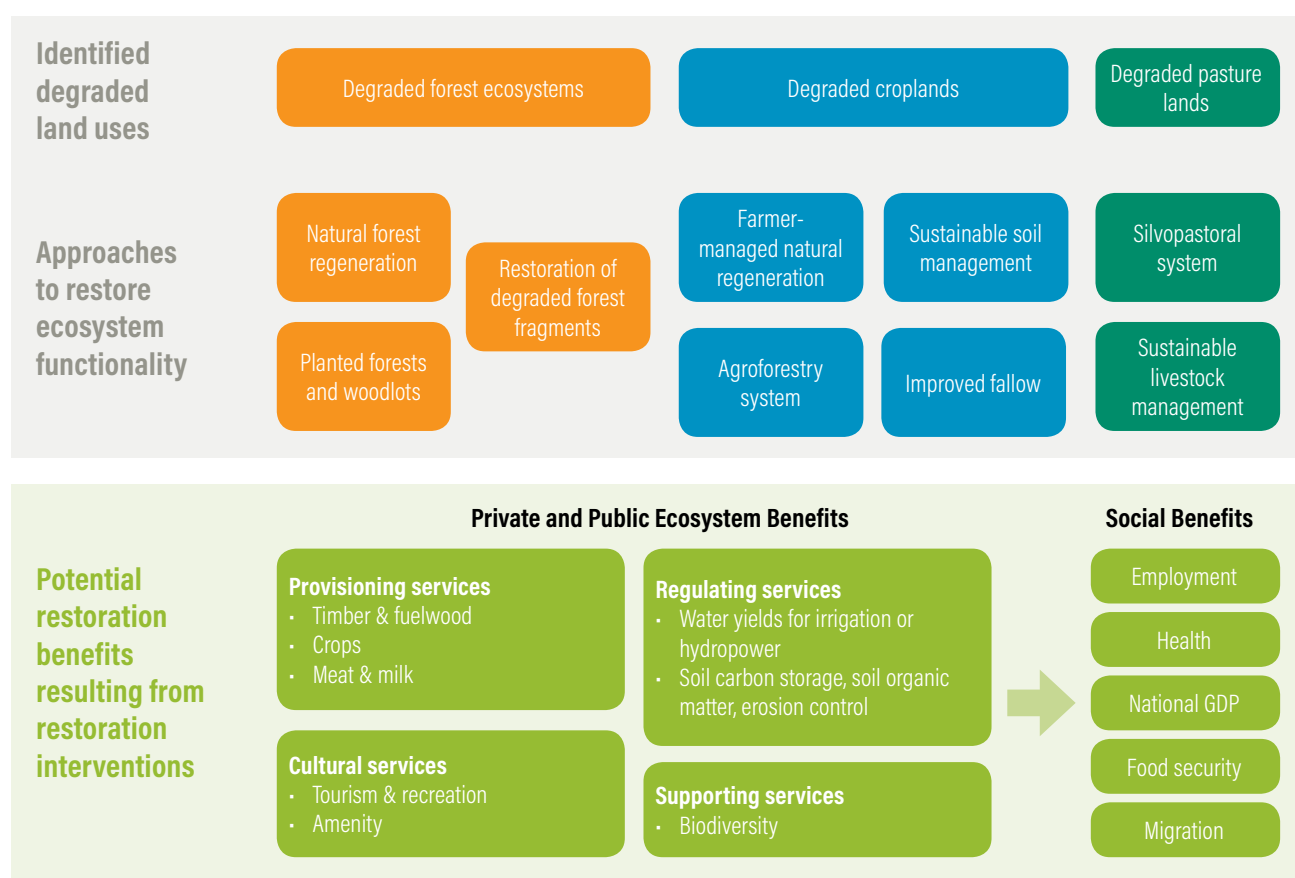 Identified
degraded
land uses
Degraded forest ecosystems
Degraded croplands
Degraded pasture
lands
Approaches
to restore
ecosystem
functionality
Natural forest
regeneration
Planted forests
and woodlots
Restoration of
degraded forest
fragments
Farmer-
managed natural
regeneration
Sustainable soil
management
Agroforestry
system
Improved fallow
Silvopastoral
system
Sustainable
livestock
management
Potential
restoration
benefits
resulting from
restoration
interventions
Private and Public Ecosystem Benefits
Provisioning services
· Timber & fuelwood
· Crops
· Meat & milk
Regulating services
· Water yields for irrigation or
hydropower
· Soil carbon storage, soil organic
matter, erosion control
Cultural services
· Tourism & recreation
· Amenity
Supporting services
· Biodiversity
Social Benefits
Employment
Health
National GDP
Food security
Migration